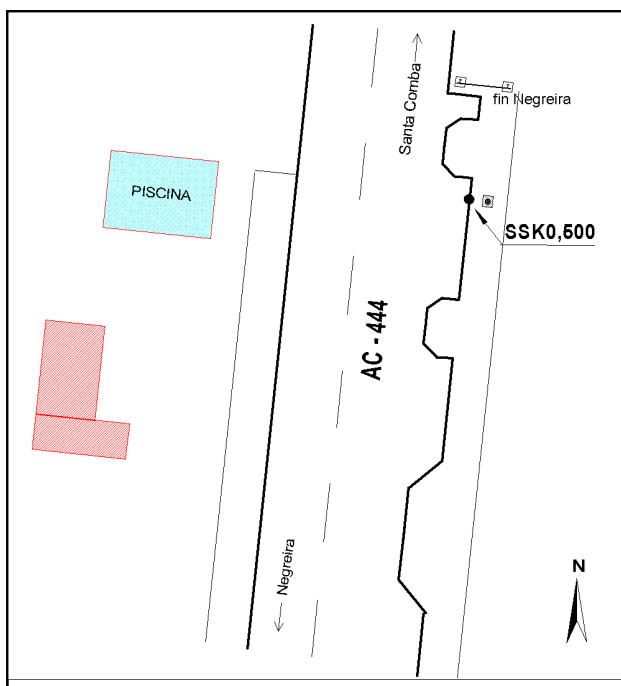 Santa Comba
fin Negreira
PISCINA
SSK0,500
AC - 444
Negreira
N